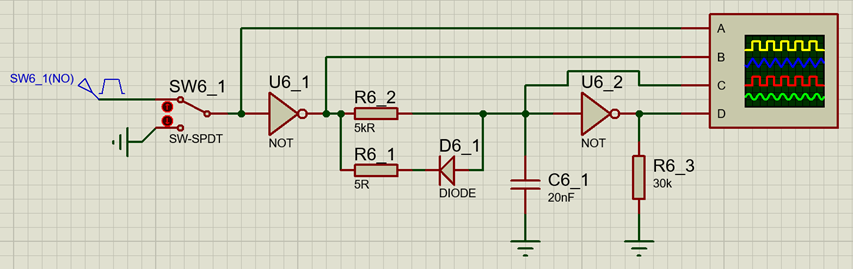 SW6_1(NO)
SW6_1
SW-SPDT
U6_1
NOT
R6_2
5kR
R6_1
5R
D6_1
DIODE
C6_1
20nF
U6_2
NOT
R6_3
30k
A
B
C
D